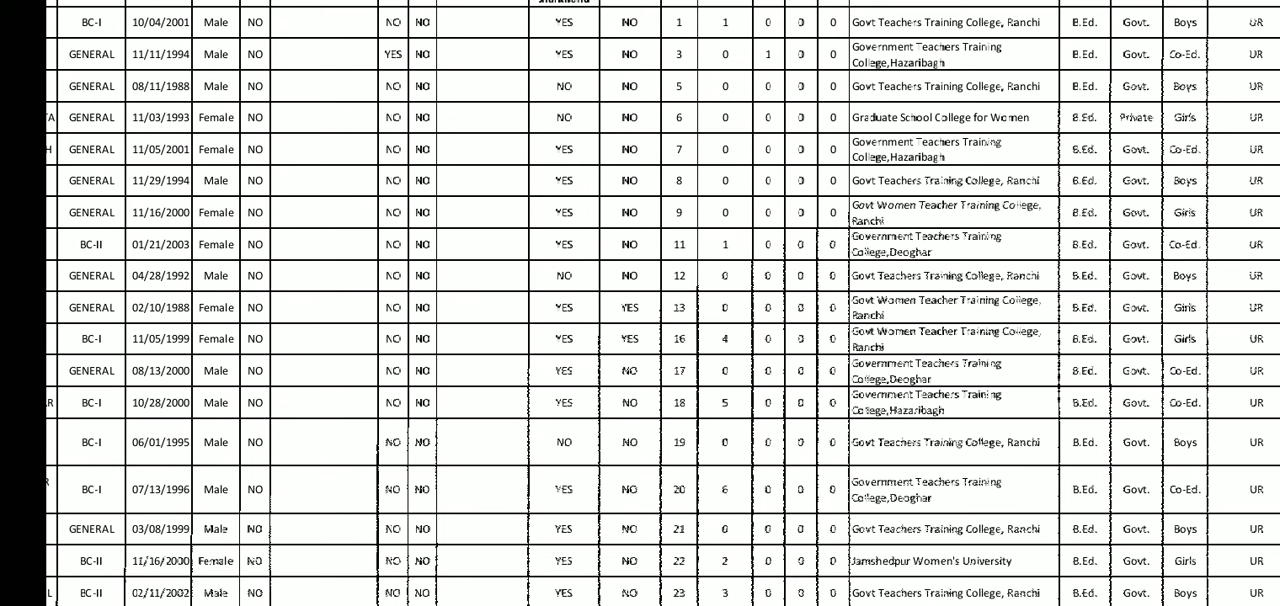 BC-I 10/04/2001 Male NO NO NO YES NO 1 1 0 0 0 Govt Teachers Training College, Ranchi B.Ed. Govt. Boys UR
GENERAL 11/11/1994 Male NO YES NO YES NO 3 0 1 0 0 Government Teachers Training
College,Hazaribagh B.Ed. Govt. Co-Ed. UR
GENERAL 08/11/1988 Male NO NO NO NO NO 5 0 0 0 0 Govt Teachers Training College, Ranchi B.Ed. Govt. Boys UR
TA GENERAL 11/03/1993 Female NO NO NO NO NO 6 0 0 0 0 Graduate School College for Women B.Ed. Private Girls UR
H GENERAL 11/05/2001 Female NO NO NO YES NO 7 0 0 0 0 Government Teachers Training
College,Hazaribagh B.Ed. Govt. Co-Ed. UR
GENERAL 11/29/1994 Male NO NO NO YES NO 8 0 0 0 0 Govt Teachers Training College, Ranchi B.Ed. Govt. Boys UR
GENERAL 11/16/2000 Female NO NO NO YES NO 9 0 0 0 0 Govt Women Teacher Training College,
Ranchi B.Ed. Govt. Girls UR
BC-II 01/21/2003 Female NO NO NO YES NO 11 1 0 0 0 Government Teachers Training
College,Deoghar B.Ed. Govt. Co-Ed. UR
GENERAL 04/28/1992 Male NO NO NO NO NO 12 0 0 0 0 Govt Teachers Training College, Ranchi B.Ed. Govt. Boys UR
GENERAL 02/10/1988 Female NO NO NO YES YES 13 0 0 0 0 Govt Women Teacher Training College,
Ranchi B.Ed. Govt. Girls UR
BC-I 11/05/1999 Female NO NO NO YES YES 16 4 0 0 0 Govt Women Teacher Training College,
Ranchi B.Ed. Govt. Girls UR
GENERAL 08/13/2000 Male NO NO NO YES NO 17 0 0 0 0 Government Teachers Training
College,Deoghar B.Ed. Govt. Co-Ed. UR
R BC-I 10/28/2000 Male NO NO NO YES NO 18 5 0 0 0 Government Teachers Training
College,Hazaribagh B.Ed. Govt. Co-Ed. UR
BC-I 06/01/1995 Male NO NO NO NO NO 19 0 0 0 0 Govt Teachers Training College, Ranchi B.Ed. Govt. Boys UR
R BC-I 07/13/1996 Male NO NO NO YES NO 20 6 0 0 0 Government Teachers Training
College,Deoghar B.Ed. Govt. Co-Ed. UR
GENERAL 03/08/1999 Male NO NO NO YES NO 21 0 0 0 0 Govt Teachers Training College, Ranchi B.Ed. Govt. Boys UR
BC-II 11/16/2000 Female NO NO NO YES NO 22 2 0 0 0 Jamshedpur Women's University B.Ed. Govt. Girls UR
L BC-II 02/11/2002 Male NO NO NO YES NO 23 3 0 0 0 Govt Teachers Training College, Ranchi B.Ed. Govt. Boys UR